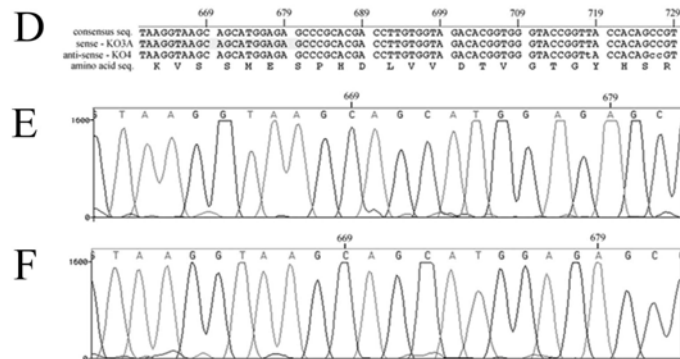 D
669 679 689 699 709 719 729
consensus seq. TAAGGTAAGC AGCATGGAGA GCCCGCACGA CCTTGTGGTA GACACGGTGG GTACCGGTTA CCACAGCCGT
sense - KO3A TAAGGTAAGC AGCATGGAGA GCCCGCACGA CCTTGTGGTA GACACGGTGG GTACCGGTTA CCACAGCCGT
anti-sense - KO4 TAAGGTAAGC AGCATGGAGA GCCCGCACGA CCTTGTGGTA GACACGGTGG GTACCGGTtA CCACAGccGT
amino acid seq. K V S S M E S P H D L V V D T V G T G Y H S R
E
669 679
G T A A G G T A A G C A G C A T G G A G A G C
1600
0
F
669 679
G T A A G G T A A G C A G C A T G G A G A G C
1500
0